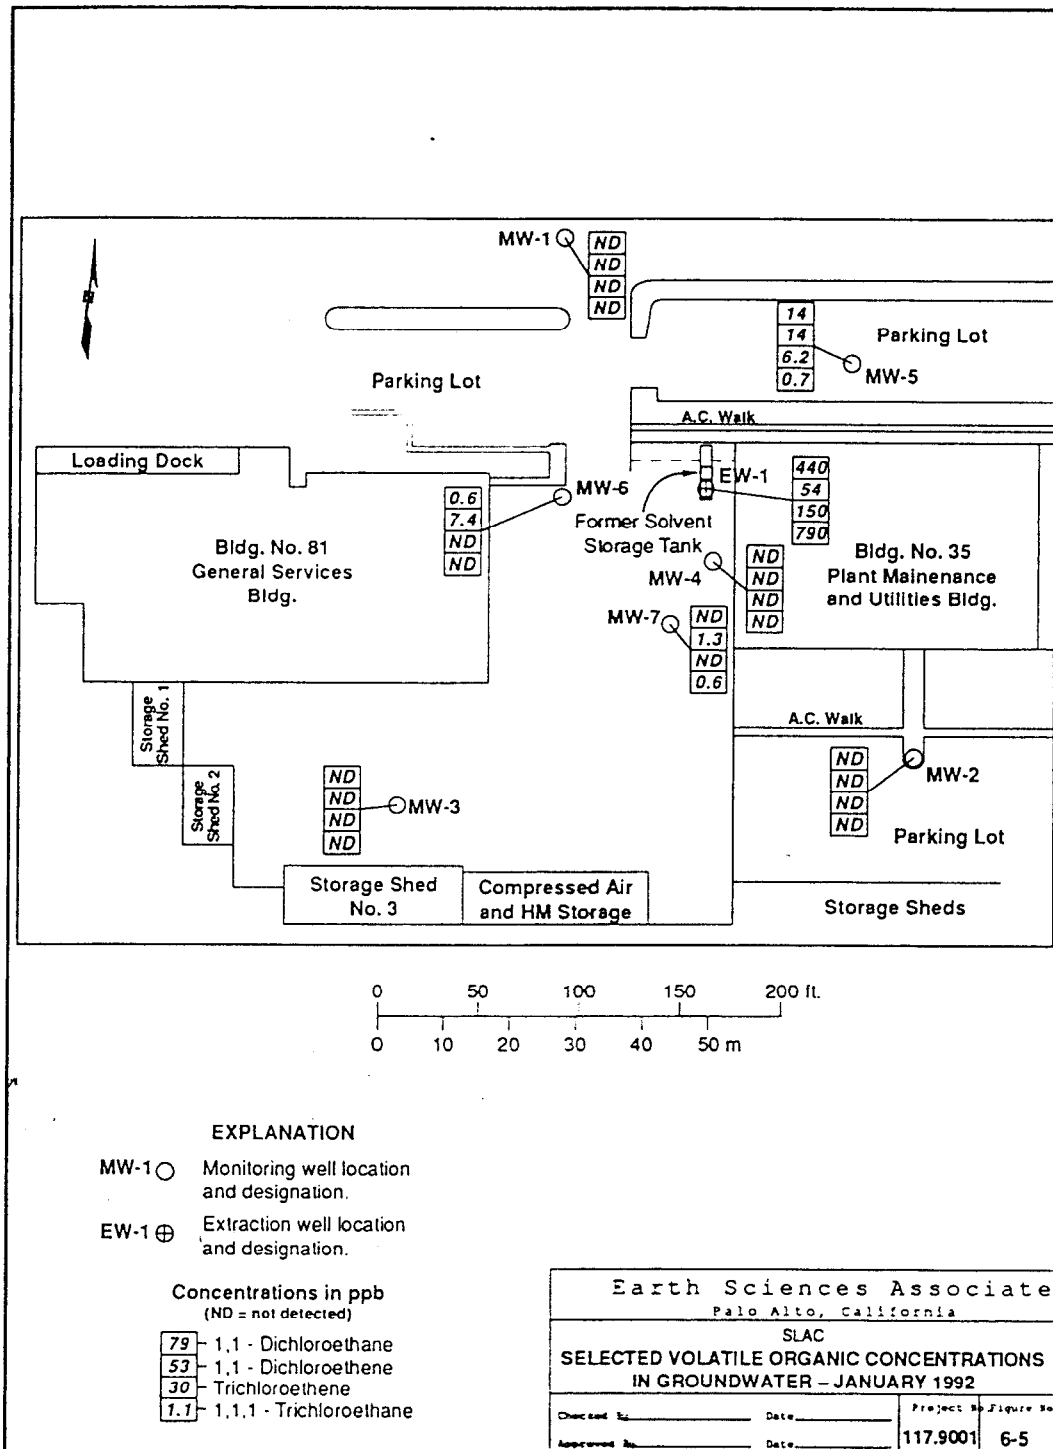 MW-1
ND
ND
ND
ND
14
14
6.2
0.7
Parking Lot
MW-5
Parking Lot
A.C. Walk
Loading Dock
EW-1
440
54
150
790
MW-6
0.6
7.4
ND
ND
Former Solvent
Storage Tank
Bldg. No. 81
General Services
Bldg.
Bldg. No. 35
Plant Mainenance
and Utilities Bldg.
MW-4
ND
ND
ND
ND
MW-7
ND
1.3
ND
0.6
Storage
Shed No. 1
A.C. Walk
Storage
Shed No. 2
ND
ND
ND
ND
MW-3
ND
ND
ND
ND
MW-2
Parking Lot
Storage Shed
No. 3
Compressed Air
and HM Storage
Storage Sheds
0 50 100 150 200 ft.
0 10 20 30 40 50 m
EXPLANATION
MW-1 Monitoring well location
and designation.
EW-1 Extraction well location
and designation.
Concentrations in ppb
(ND = not detected)
79 1,1 - Dichloroethane
53 1,1 - Dichloroethene
30 Trichloroethene
1.1 1,1,1 - Trichloroethane
Earth Sciences Associate
Palo Alto, California
SLAC
SELECTED VOLATILE ORGANIC CONCENTRATIONS
IN GROUNDWATER – JANUARY 1992
Checked By Date
Approved By Date
Project No. Figure No
117.9001 6-5